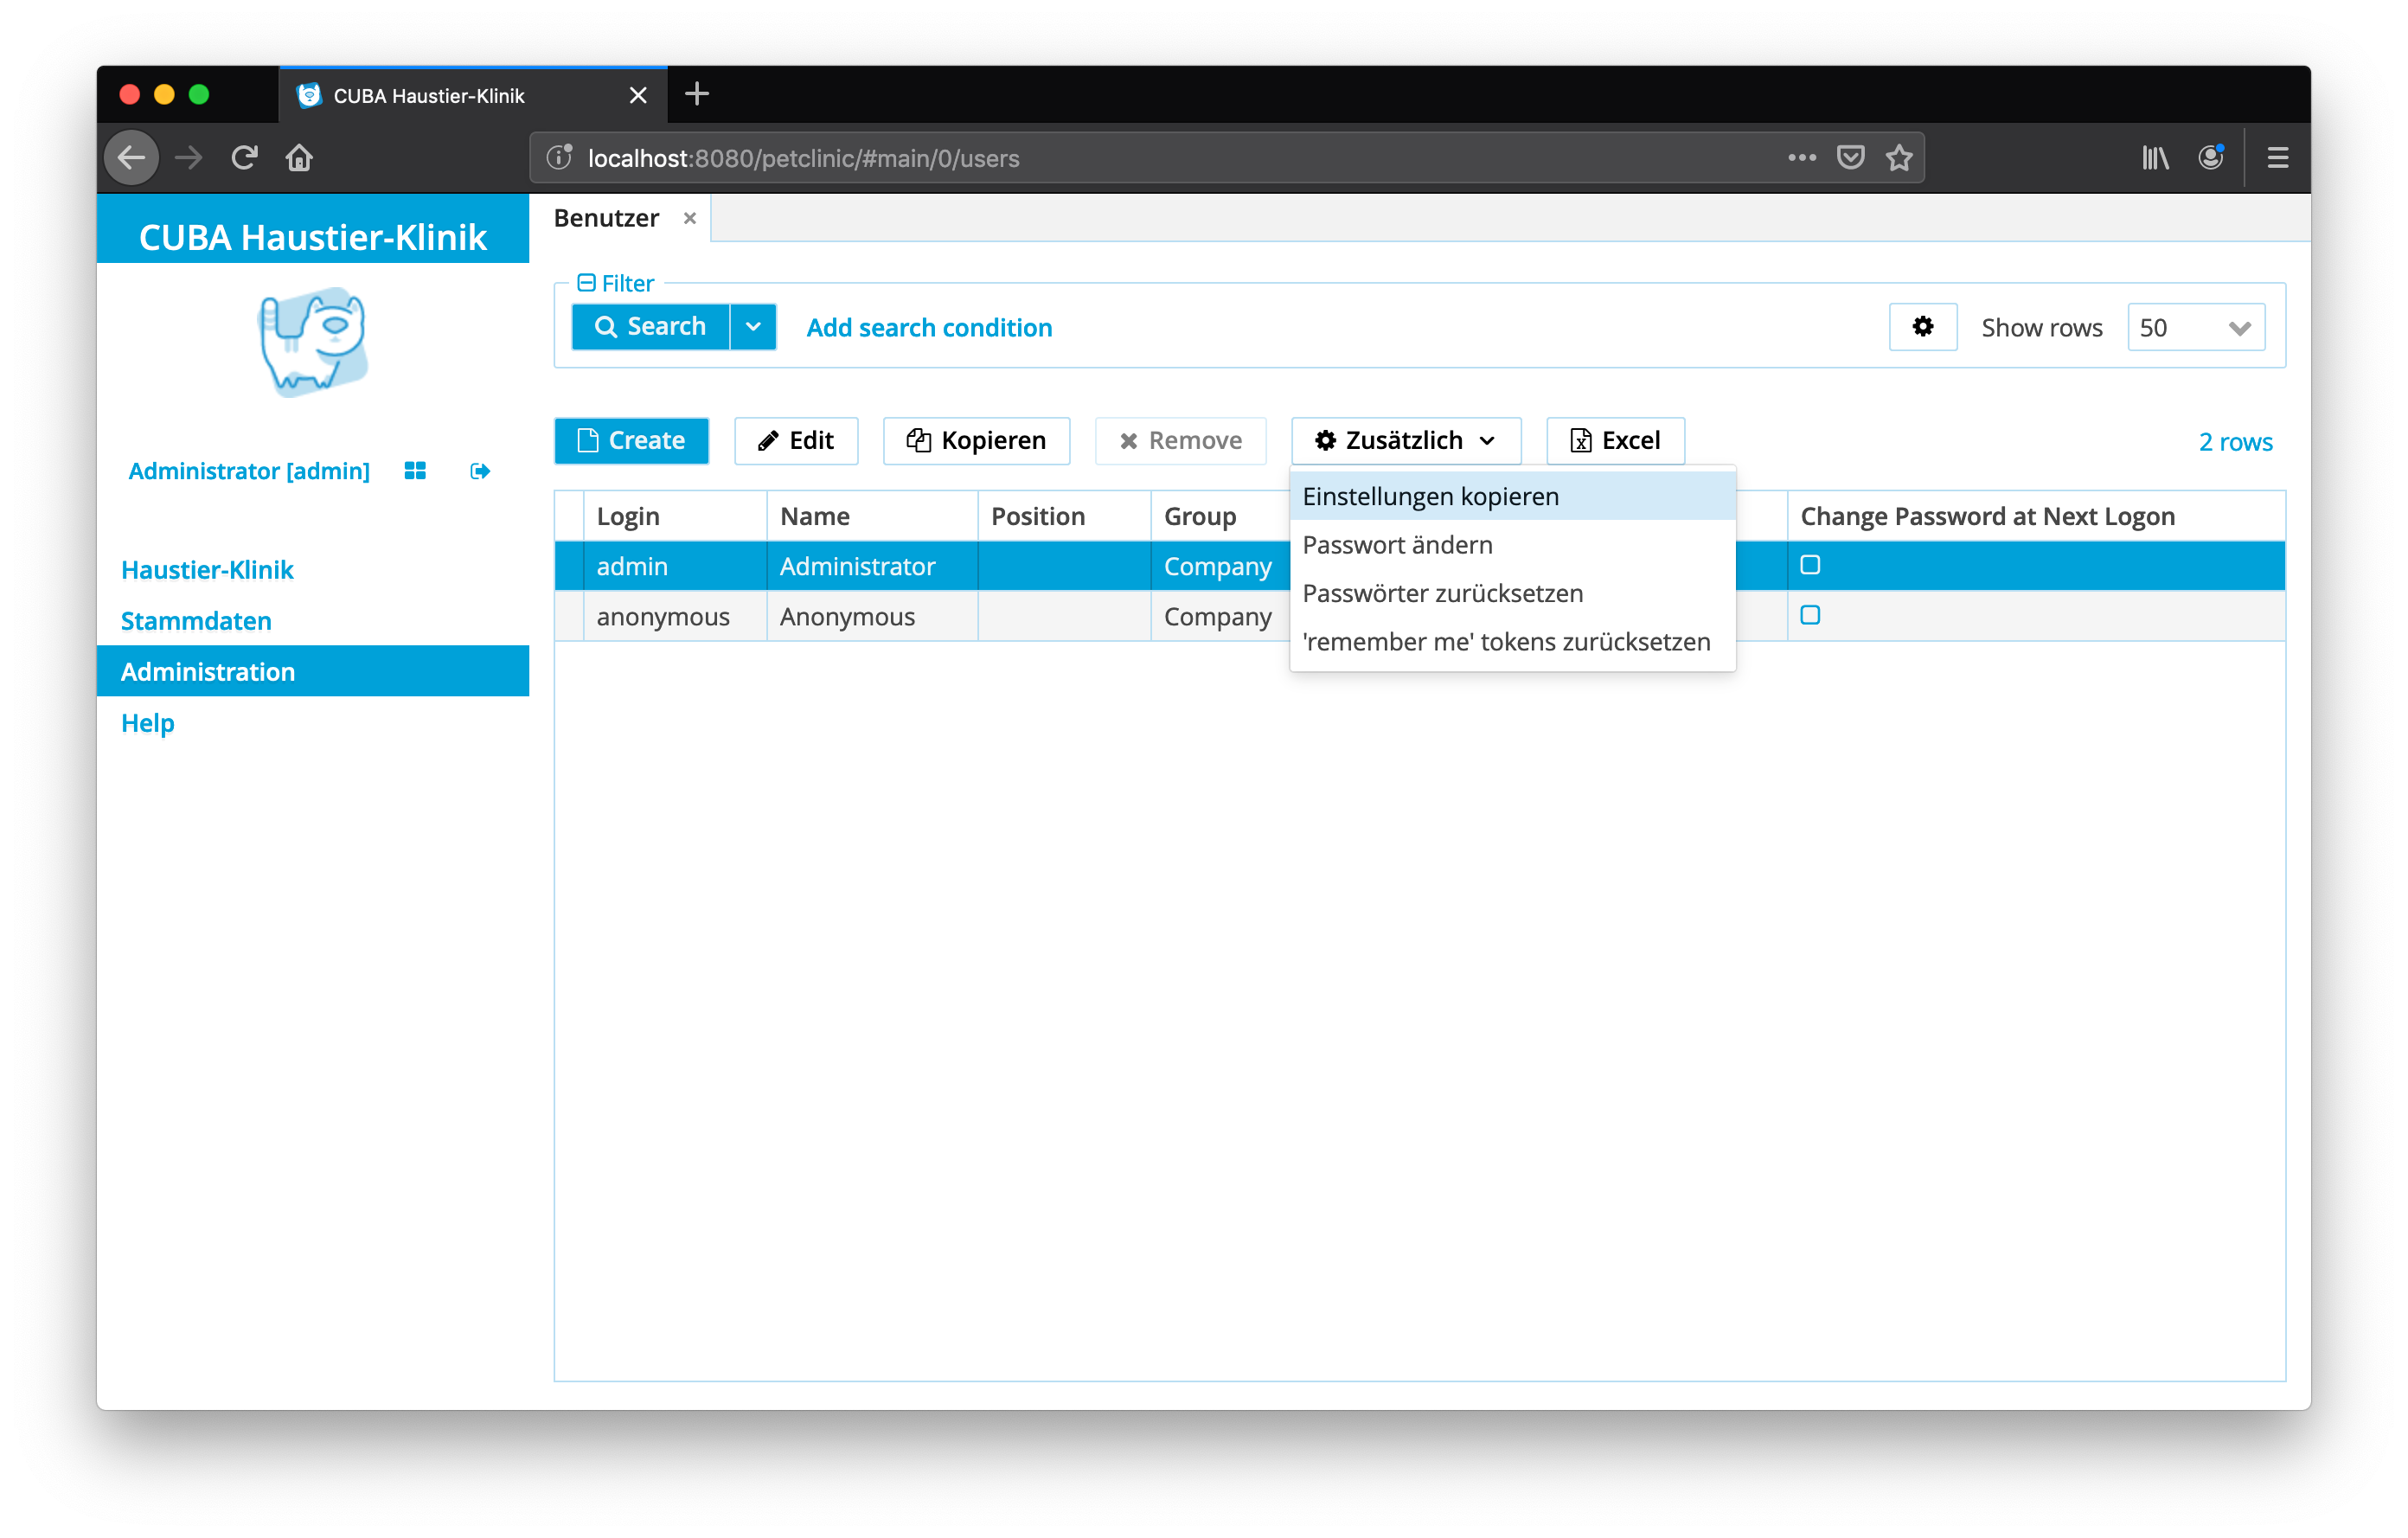 CUBA Haustier-Klinik
localhost:8080/petclinic/#main/0/users
CUBA Haustier-Klinik
Administrator [admin]
Haustier-Klinik
Stammdaten
Administration
Help
Benutzer
Filter
Search Add search condition Show rows 50
Create Edit Kopieren Remove Zusätzlich Excel 2 rows
Einstellungen kopieren
Passwort ändern
Passwörter zurücksetzen
'remember me' tokens zurücksetzen
Login Name Position Group Change Password at Next Logon
admin Administrator Company
anonymous Anonymous Company